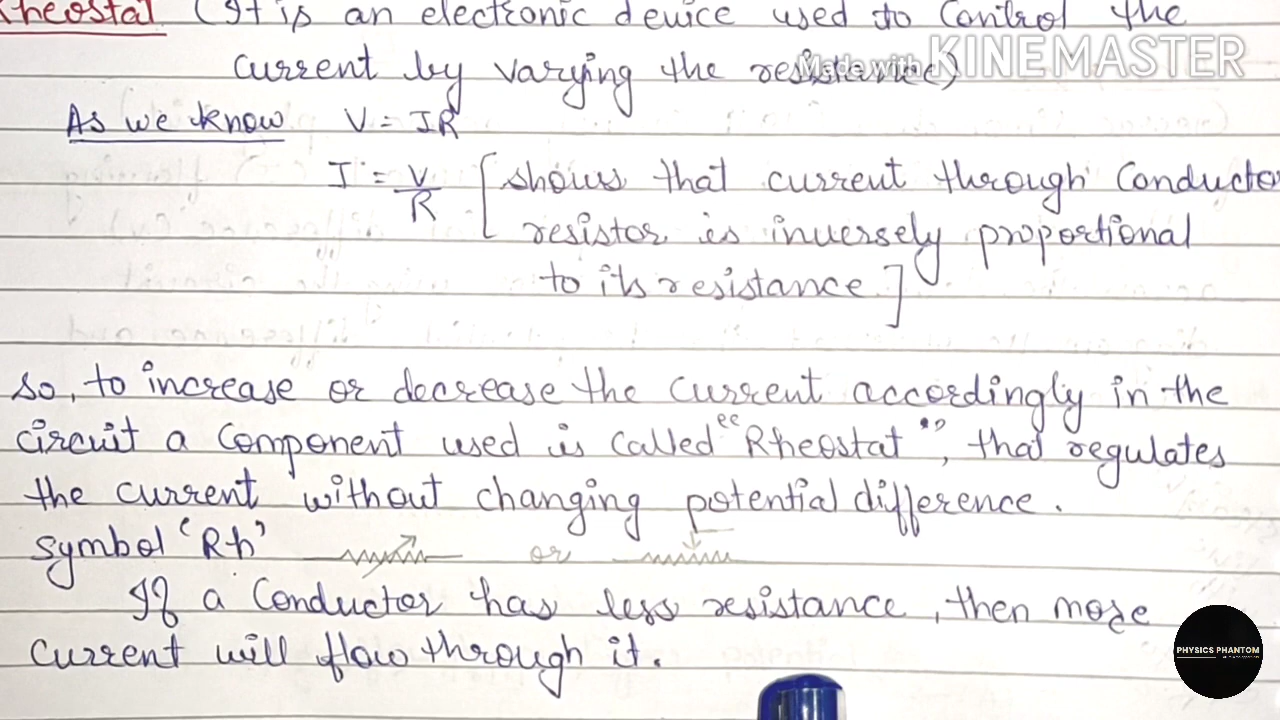 Rheostat (It is an electronic device used to control the
current by varying the resistance)
Made with KINEMASTER
As we know V = IR
I = V/R [shows that current through conductor
resistor is inversely proportional
to its resistance]
so, to increase or decrease the current accordingly in the
circuit a component used is called "Rheostat", that regulates
the current without changing potential difference.
symbol 'Rh' or
If a conductor has less resistance, then more
current will flow through it.
PHYSICS PHANTOM